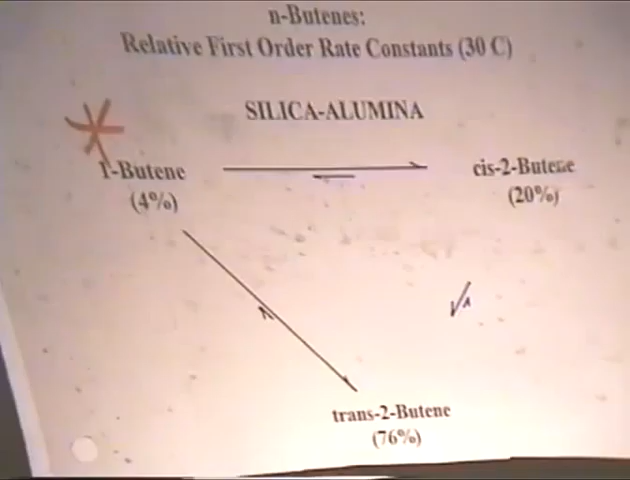 n-Butenes:
Relative First Order Rate Constants (30 C)
SILICA-ALUMINA
1-Butene
cis-2-Butene
(4%)
(20%)
trans-2-Butene
(76%)